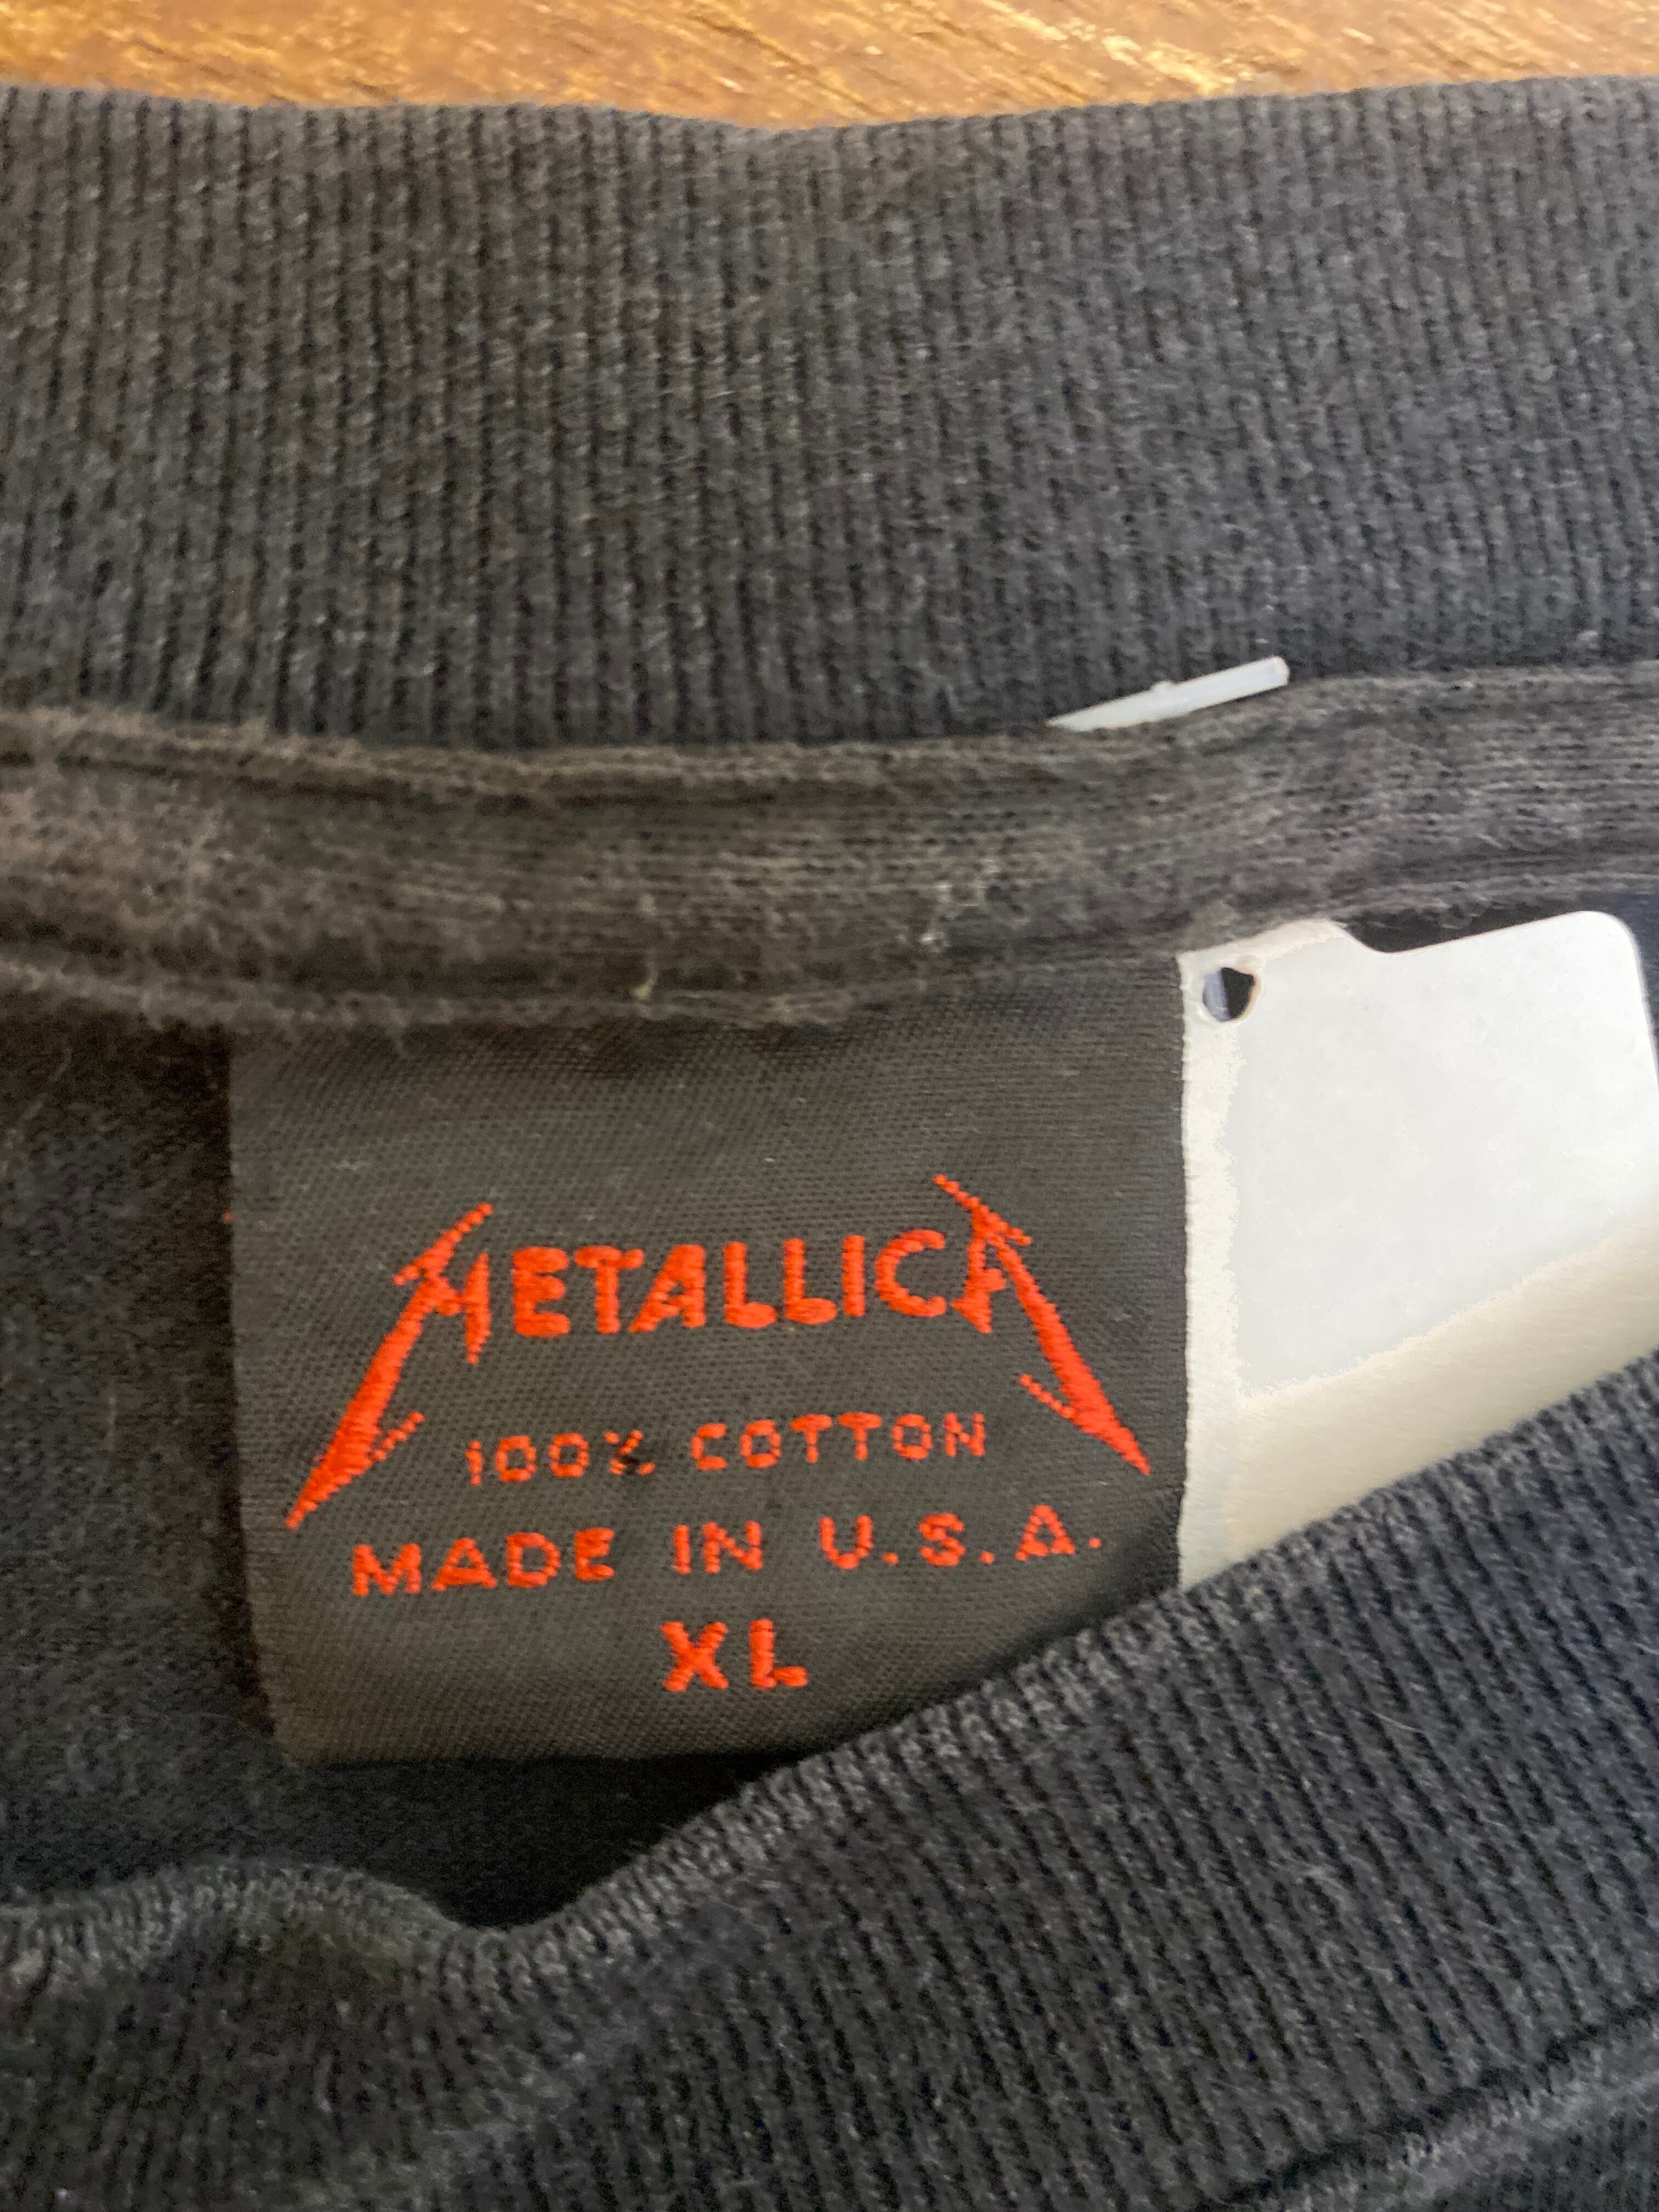 METALLICA
100% COTTON
MADE IN U.S.A.
XL